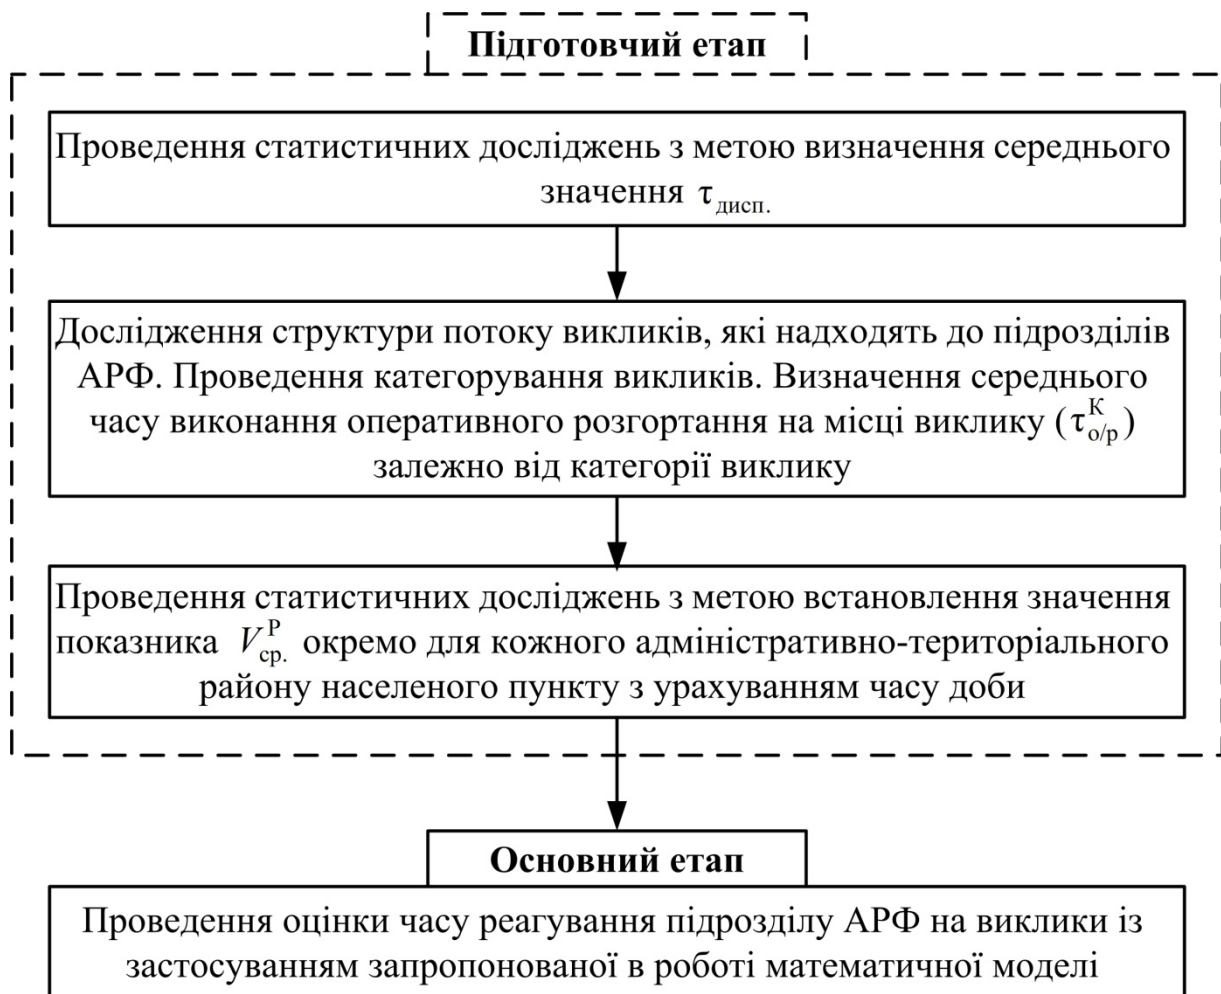 Підготовчий етап
Проведення статистичних досліджень з метою визначення середнього
значення τдисп.
Дослідження структури потоку викликів, які надходять до підрозділів
АРФ. Проведення категорування викликів. Визначення середнього
часу виконання оперативного розгортання на місці виклику (τ^К_о/р)
залежно від категорії виклику
Проведення статистичних досліджень з метою встановлення значення
показника V^Р_ср. окремо для кожного адміністративно-територіального
району населеного пункту з урахуванням часу доби
Основний етап
Проведення оцінки часу реагування підрозділу АРФ на виклики із
застосуванням запропонованої в роботі математичної моделі